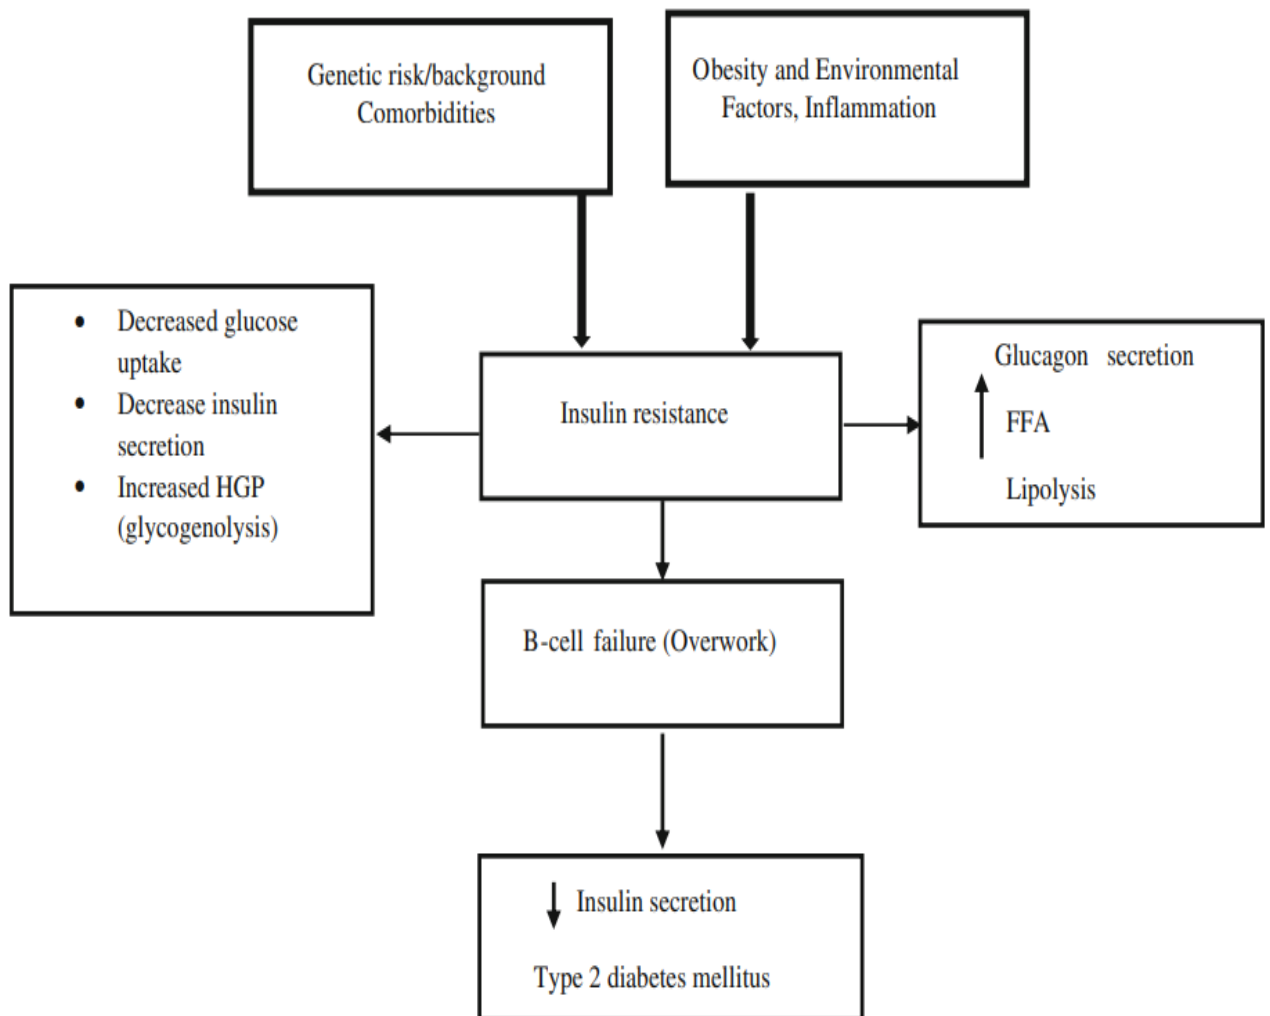 Genetic risk/background
Comorbidities
Obesity and Environmental
Factors, Inflammation
• Decreased glucose
uptake
• Decrease insulin
secretion
• Increased HGP
(glycogenolysis)
Insulin resistance
Glucagon secretion
FFA
Lipolysis
B-cell failure (Overwork)
Insulin secretion
Type 2 diabetes mellitus